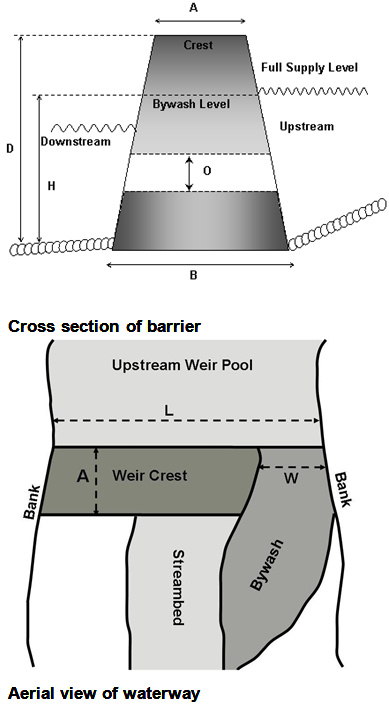 A
Crest
Full Supply Level
Bywash Level
Upstream
Downstream
D
H
O
B
Cross section of barrier
Upstream Weir Pool
L
A
Weir Crest
W
Bank
Bank
Streambed
Bywash
Aerial view of waterway